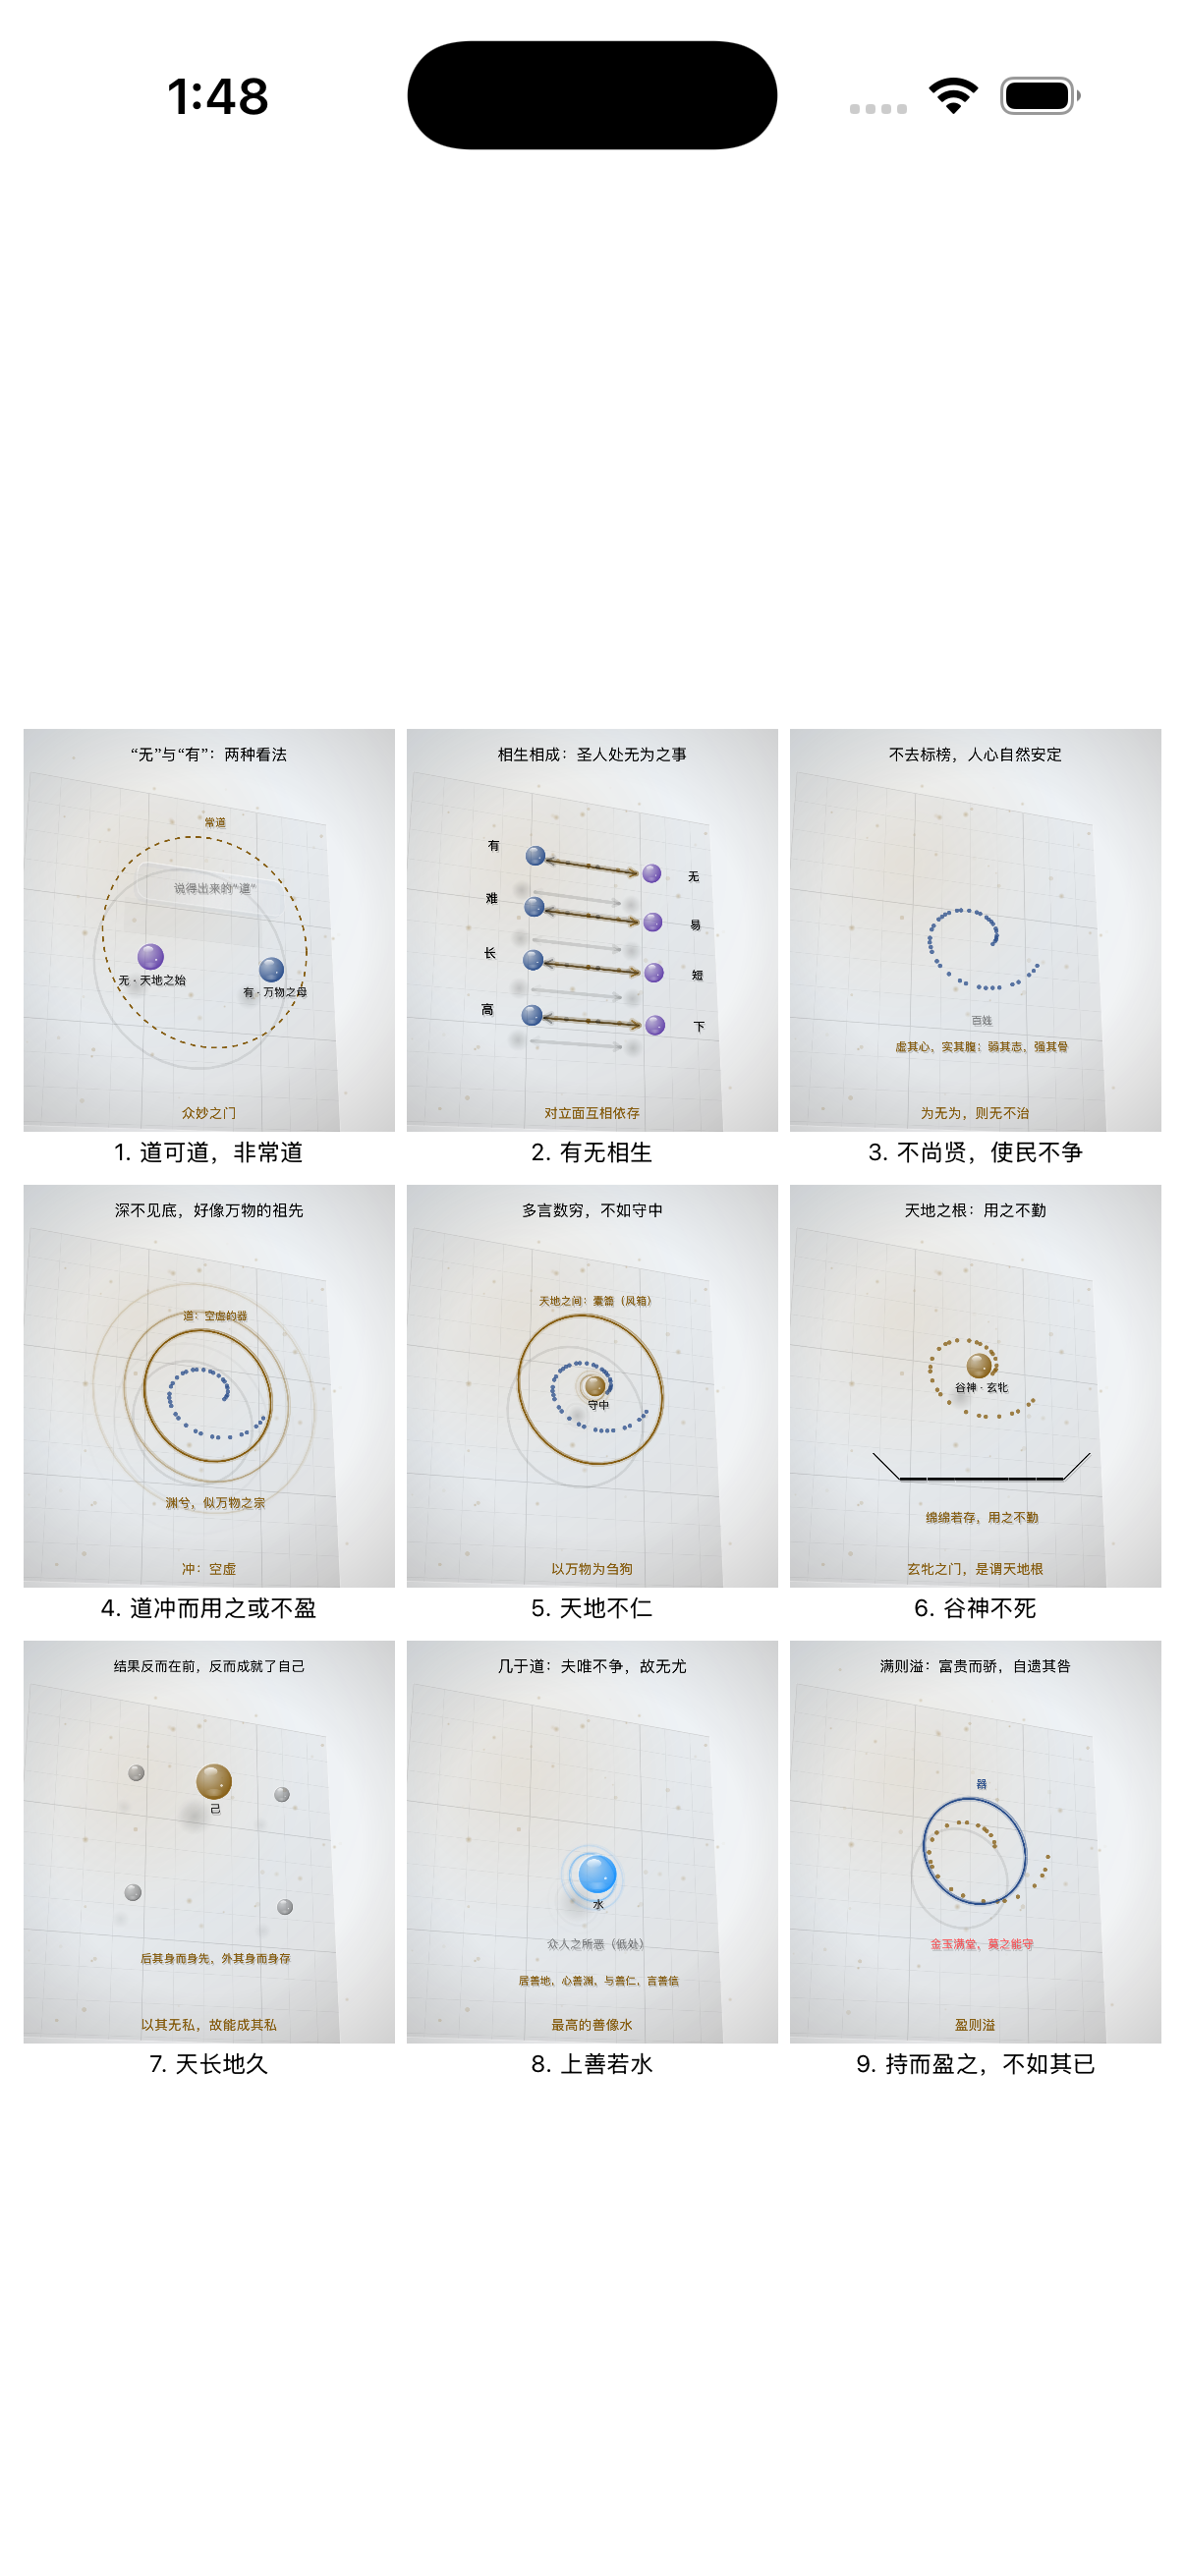 1:48
“无”与“有”：两种看法
常道
说得出来的“道”
无 · 天地之始
有 · 万物之母
众妙之门
1. 道可道，非常道
相生相成：圣人处无为之事
有
无
难
易
长
短
高
下
对立面互相依存
2. 有无相生
不去标榜，人心自然安定
百姓
虚其心，实其腹；弱其志，强其骨
为无为，则无不治
3. 不尚贤，使民不争
深不见底，好像万物的祖先
道：空虚的器
渊兮，似万物之宗
冲：空虚
4. 道冲而用之或不盈
多言数穷，不如守中
天地之间：橐籥（风箱）
守中
以万物为刍狗
5. 天地不仁
天地之根：用之不勤
谷神 · 玄牝
绵绵若存，用之不勤
玄牝之门，是谓天地根
6. 谷神不死
结果反而在前，反而成就了自己
己
后其身而身先，外其身而身存
以其无私，故能成其私
7. 天长地久
几于道：夫唯不争，故无尤
水
众人之所恶（低处）
居善地、心善渊、与善仁、言善信
最高的善像水
8. 上善若水
满则溢：富贵而骄，自遗其咎
器
金玉满堂，莫之能守
盈则溢
9. 持而盈之，不如其已